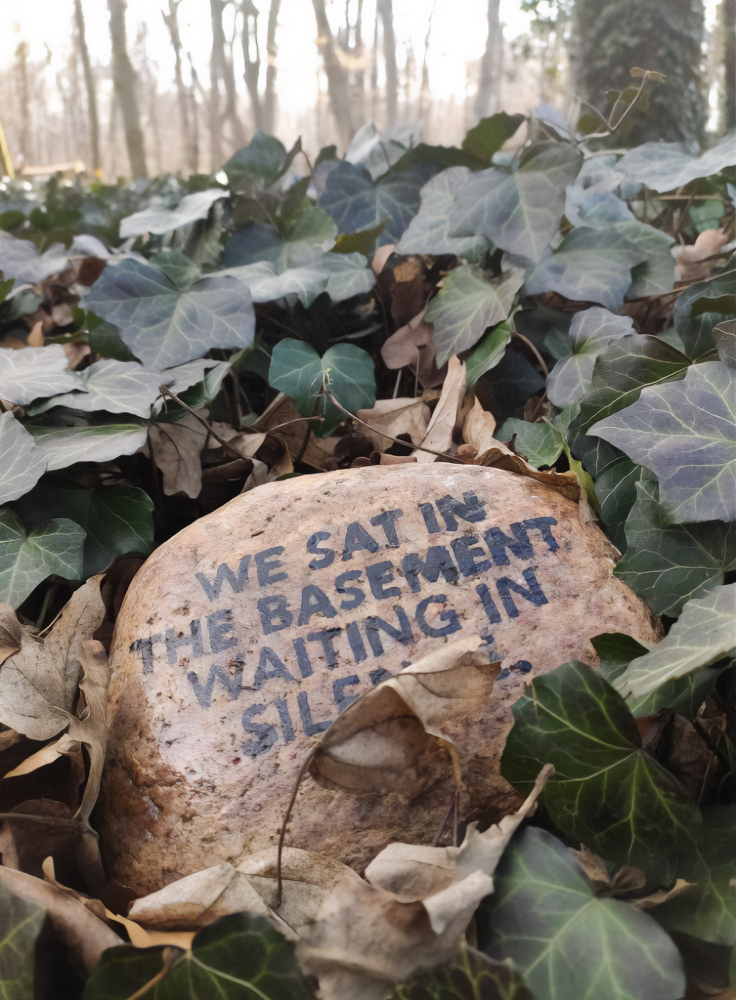 WE SAT IN
THE BASEMENT
WAITING IN